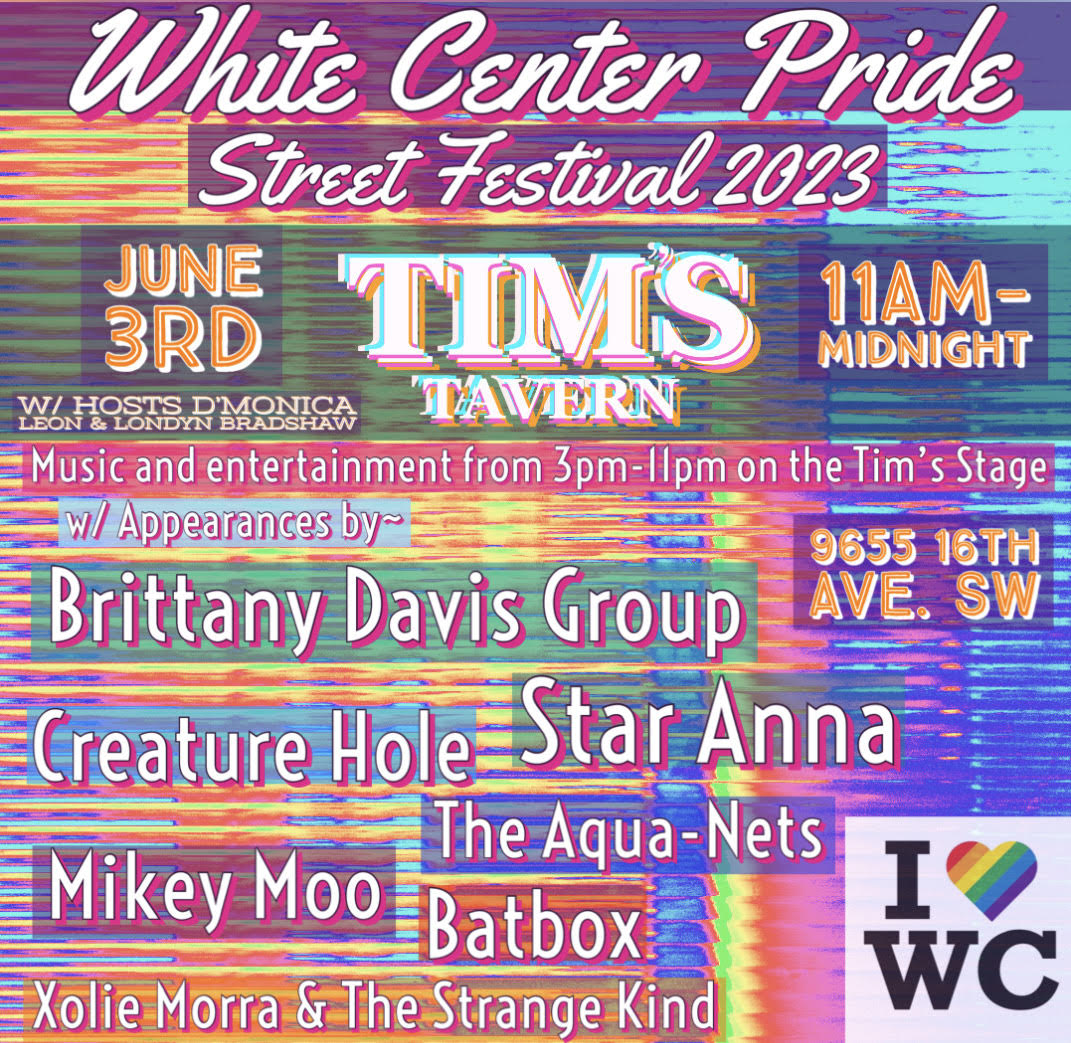 White Center Pride
Street Festival 2023
JUNE
3RD
TIM'S
TAVERN
11AM-
MIDNIGHT
W/ HOSTS D'MONICA
LEON & LONDYN BRADSHAW
Music and entertainment from 3pm-11pm on the Tim's Stage
w/ Appearances by~
9655 16TH
AVE. SW
Brittany Davis Group
Creature Hole
Star Anna
The Aqua-Nets
Mikey Moo
Batbox
Xolie Morra & The Strange Kind
I
WC